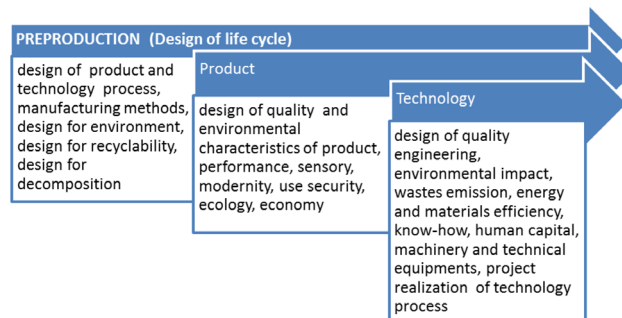 PREPRODUCTION (Design of life cycle)
design of product and
technology process,
manufacturing methods,
design for environment,
design for recyclability,
design for
decomposition
Product
design of quality and
environmental
characteristics of product,
performance, sensory,
modernity, use security,
ecology, economy
Technology
design of quality
engineering,
environmental impact,
wastes emission, energy
and materials efficiency,
know-how, human capital,
machinery and technical
equipments, project
realization of technology
process